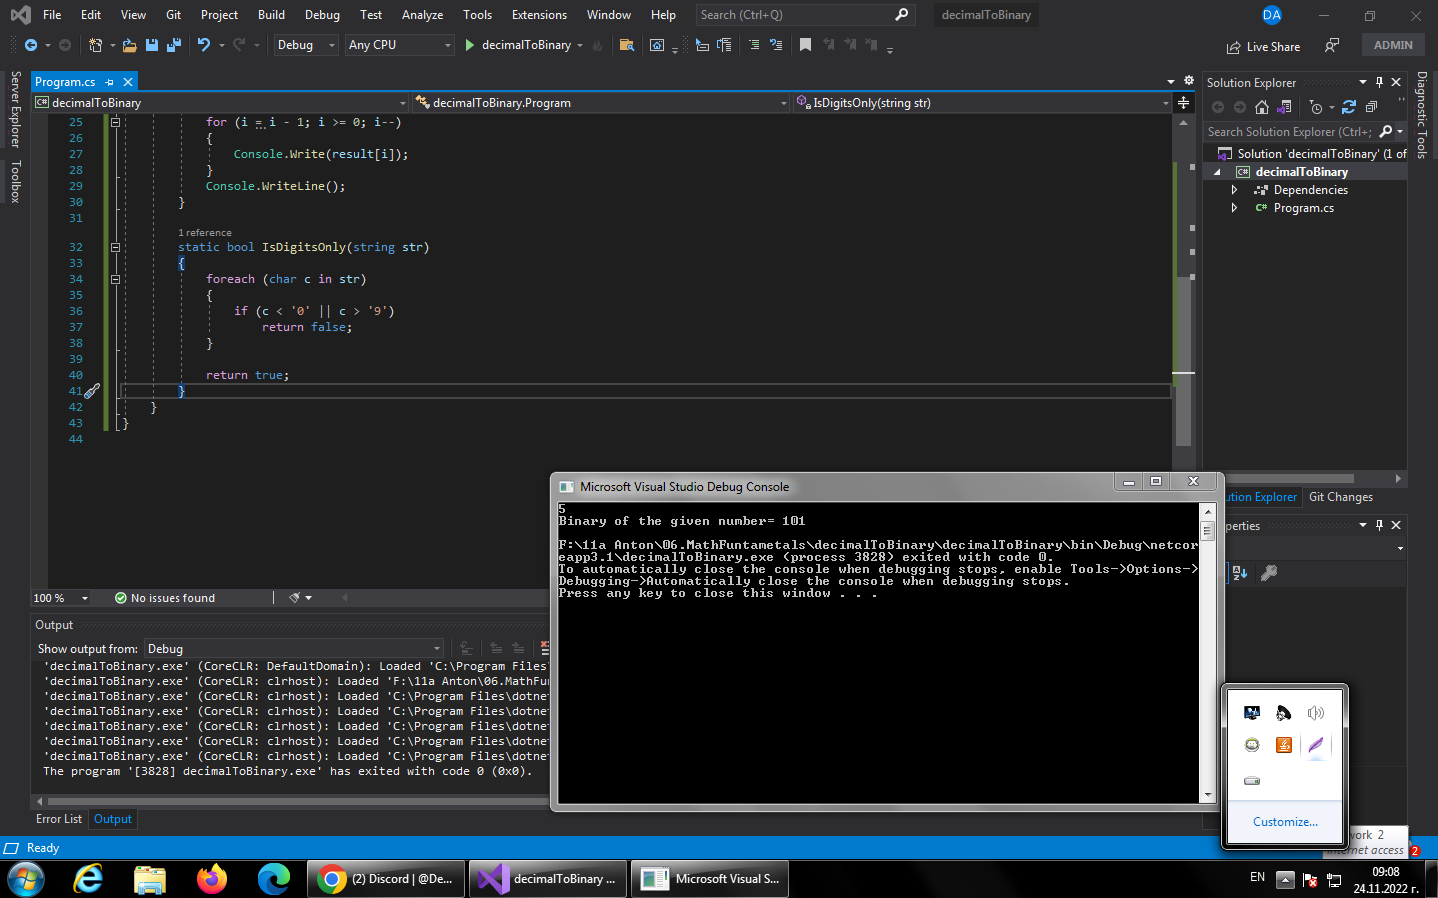 File Edit View Git Project Build Debug Test Analyze Tools Extensions Window Help Search (Ctrl+Q) decimalToBinary DA
Debug Any CPU decimalToBinary Live Share ADMIN
Server Explorer
Toolbox
Program.cs
decimalToBinary decimalToBinary.Program IsDigitsOnly(string str)
25 for (i = i - 1; i >= 0; i--)
26 {
27 Console.Write(result[i]);
28 }
29 Console.WriteLine();
30 }
31
1 reference
32 static bool IsDigitsOnly(string str)
33 {
34 foreach (char c in str)
35 {
36 if (c < '0' || c > '9')
37 return false;
38 }
39
40 return true;
41 }
42 }
43 }
44
100 % No issues found
Solution Explorer
Search Solution Explorer (Ctrl+;
Solution 'decimalToBinary' (1 of
decimalToBinary
Dependencies
C# Program.cs
Diagnostic Tools
ution Explorer Git Changes
perties
Output
Show output from: Debug
'decimalToBinary.exe' (CoreCLR: DefaultDomain): Loaded 'C:\Program Files\
'decimalToBinary.exe' (CoreCLR: clrhost): Loaded 'F:\11a Anton\06.MathFu
'decimalToBinary.exe' (CoreCLR: clrhost): Loaded 'C:\Program Files\dotne
'decimalToBinary.exe' (CoreCLR: clrhost): Loaded 'C:\Program Files\dotne
'decimalToBinary.exe' (CoreCLR: clrhost): Loaded 'C:\Program Files\dotne
'decimalToBinary.exe' (CoreCLR: clrhost): Loaded 'C:\Program Files\dotne
'decimalToBinary.exe' (CoreCLR: clrhost): Loaded 'C:\Program Files\dotne
The program '[3828] decimalToBinary.exe' has exited with code 0 (0x0).
Error List Output
Microsoft Visual Studio Debug Console
5
Binary of the given number= 101
F:\11a Anton\06.MathFuntametals\decimalToBinary\decimalToBinary\bin\Debug\netcor
eapp3.1\decimalToBinary.exe (process 3828) exited with code 0.
To automatically close the console when debugging stops, enable Tools->Options->
Debugging->Automatically close the console when debugging stops.
Press any key to close this window . . .
Customize...
work 2
Internet access
2
Ready
(2) Discord | @De... decimalToBinary ... Microsoft Visual S... EN 09:08
24.11.2022 г.